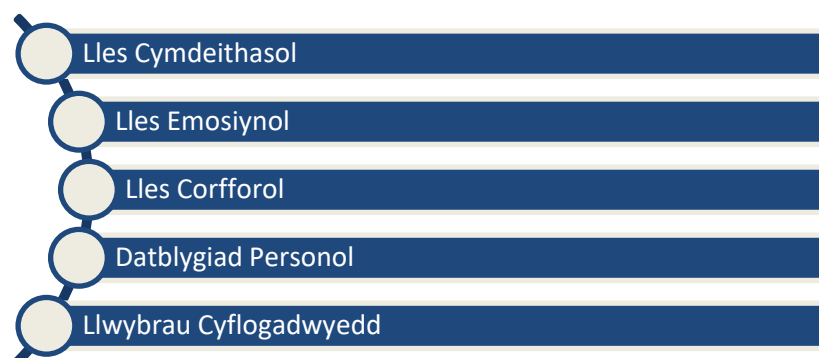 Lles Cymdeithasol
Lles Emosiynol
Lles Corfforol
Datblygiad Personol
Llwybrau Cyflogadwyedd